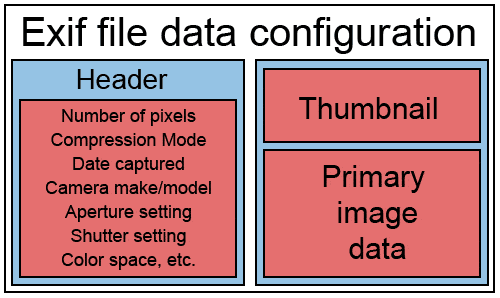 Exif file data configuration
Header
Number of pixels
Compression Mode
Date captured
Camera make/model
Aperture setting
Shutter setting
Color space, etc.
Thumbnail
Primary
image
data